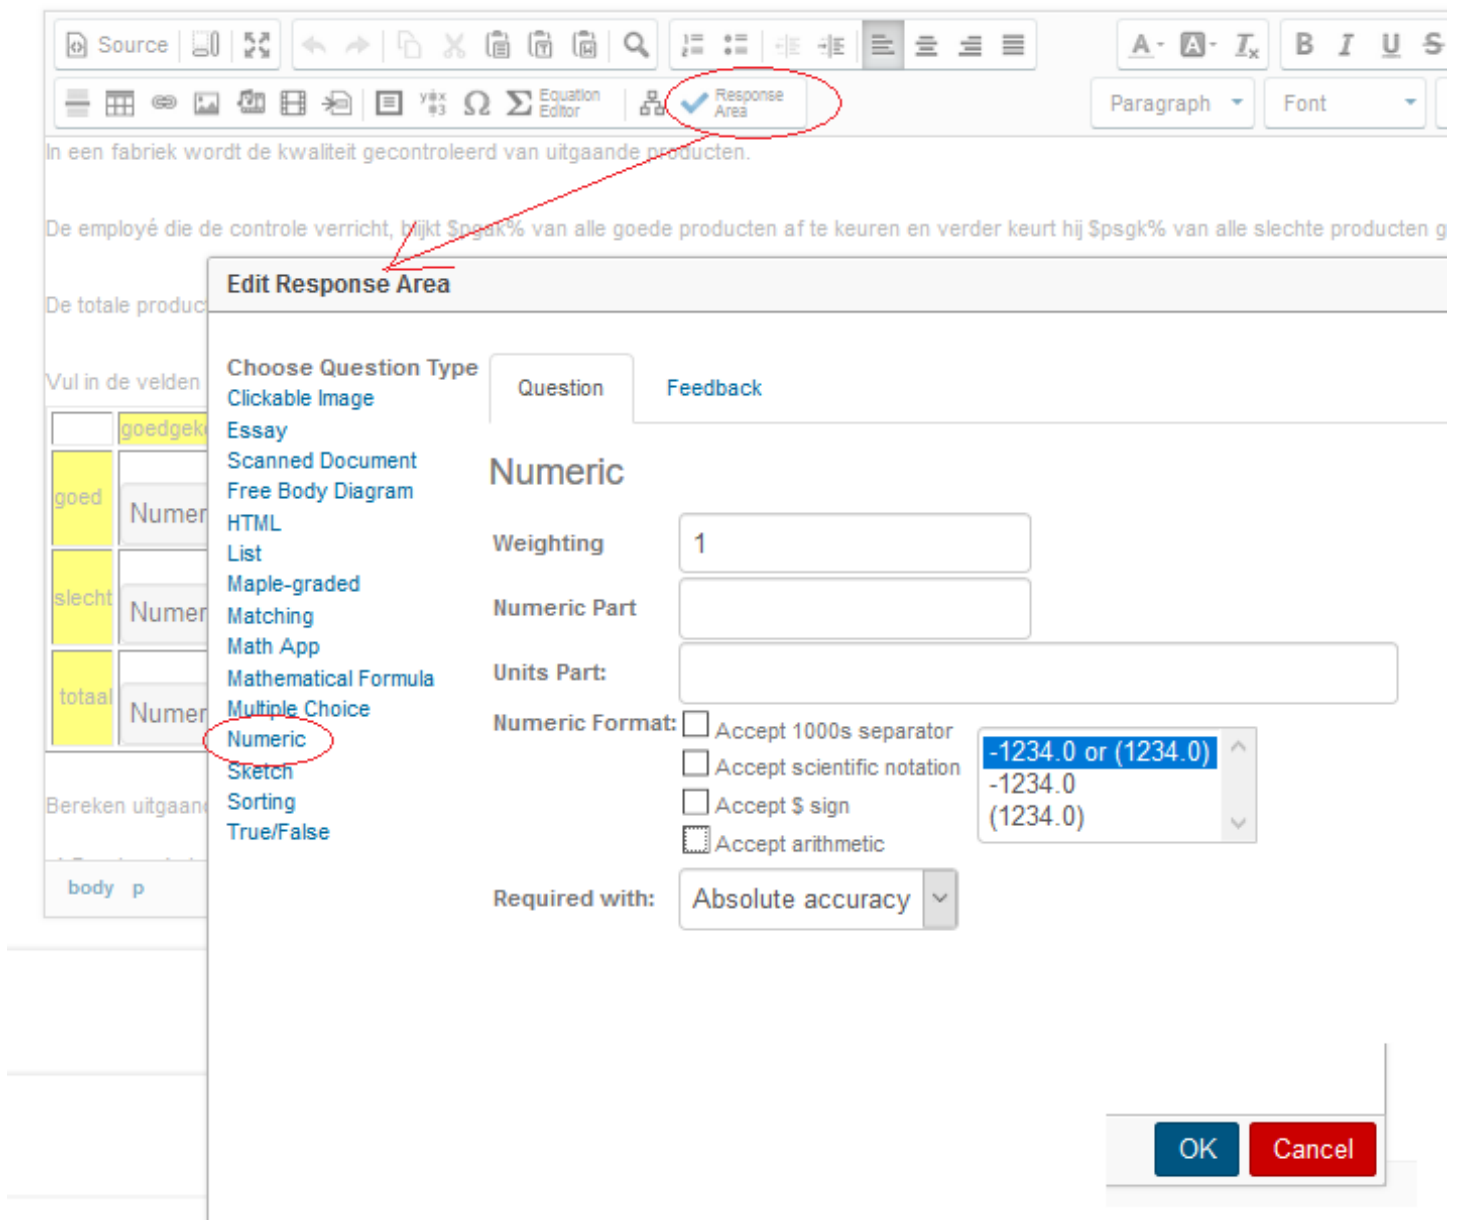 Source
Equation Editor
Response Area
Paragraph
Font
In een fabriek wordt de kwaliteit gecontroleerd van uitgaande producten.
De employé die de controle verricht, blijkt $pgak% van alle goede producten af te keuren en verder keurt hij $psgk% van alle slechte producten g
De totale produc
Vul in de velden
goedgek
goed
Numer
slecht
Numer
totaal
Numer
Bereken uitgaan
body p
Edit Response Area
Choose Question Type
Clickable Image
Essay
Scanned Document
Free Body Diagram
HTML
List
Maple-graded
Matching
Math App
Mathematical Formula
Multiple Choice
Numeric
Sketch
Sorting
True/False
Question
Feedback
Numeric
Weighting
1
Numeric Part
Units Part:
Numeric Format:
Accept 1000s separator
Accept scientific notation
Accept $ sign
Accept arithmetic
-1234.0 or (1234.0)
-1234.0
(1234.0)
Required with:
Absolute accuracy
OK
Cancel